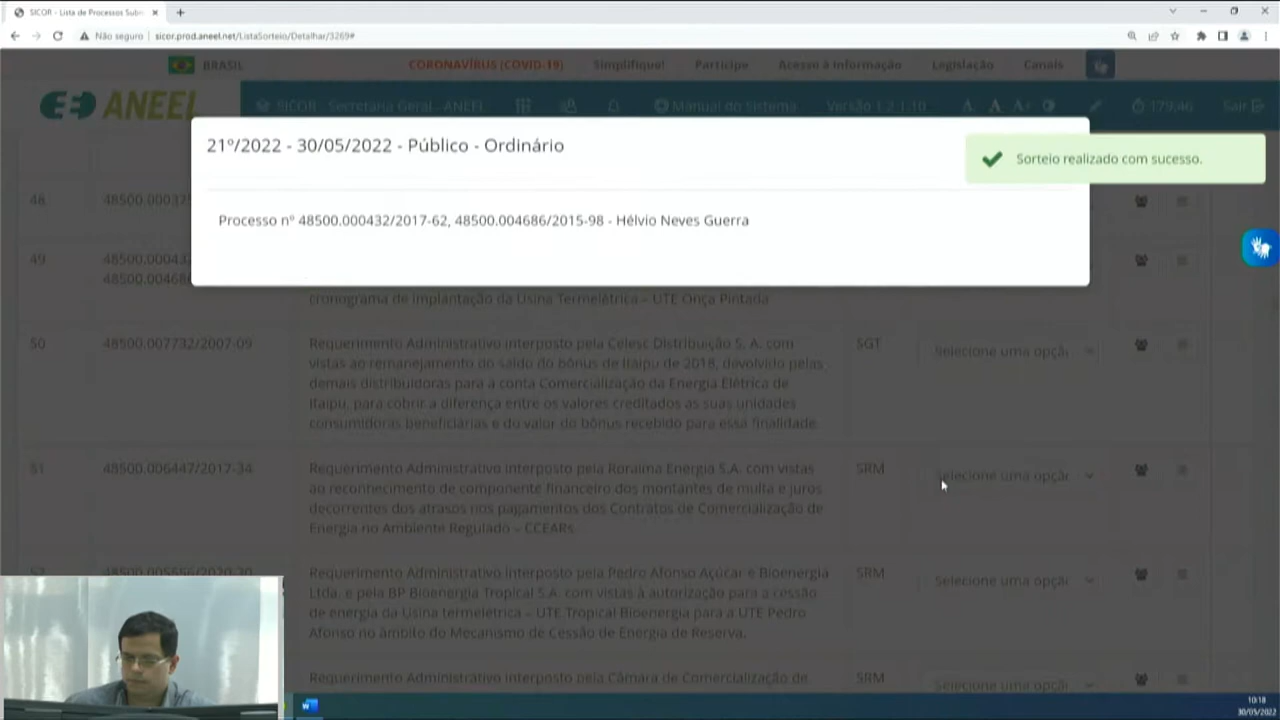 SICOR - Lista de Processos Subm
Não seguro | sicor.prod.aneel.net/ListaSorteio/Detalhar/3269#
BRASIL
CORONAVÍRUS (COVID-19)
Simplifique!
Participe
Acesso à informação
Legislação
Canais
ANEEL
SICOR - Secretaria Geral - ANEEL
Manual do Sistema
Versão 1.2.1.10
A- A A+
179:46
Sair
21º/2022 - 30/05/2022 - Público - Ordinário
Sorteio realizado com sucesso.
Processo nº 48500.000432/2017-62, 48500.004686/2015-98 - Hélvio Neves Guerra
48
49
cronograma de implantação da Usina Termelétrica - UTE Onça Pintada
50 48500.007732/2007-09 Requerimento Administrativo interposto pela Celesc Distribuição S. A. com SGT Selecione uma opçã
vistas ao remanejamento do saldo do bônus de Itaipu de 2018, devolvido pelas
demais distribuidoras para a conta Comercialização da Energia Elétrica de
Itaipu, para cobrir a diferença entre os valores creditados as suas unidades
consumidoras beneficiárias e do valor do bônus recebido para essa finalidade.
51 48500.006447/2017-34 Requerimento Administrativo interposto pela Roraima Energia S.A. com vistas SRM Selecione uma opçã
ao reconhecimento de componente financeiro dos montantes de multa e juros
decorrentes dos atrasos nos pagamentos dos Contratos de Comercialização de
Energia no Ambiente Regulado - CCEARs.
52 48500.005656/2020-30 Requerimento Administrativo interposto pela Pedro Afonso Açúcar e Bioenergia SRM Selecione uma opçã
Ltda. e pela BP Bioenergia Tropical S.A. com vistas à autorização para a cessão
de energia da Usina termelétrica - UTE Tropical Bioenergia para a UTE Pedro
Afonso no âmbito do Mecanismo de Cessão de Energia de Reserva.
Requerimento Administrativo interposto pela Câmara de Comercialização de SRM Selecione uma opçã
10:18
30/05/2022